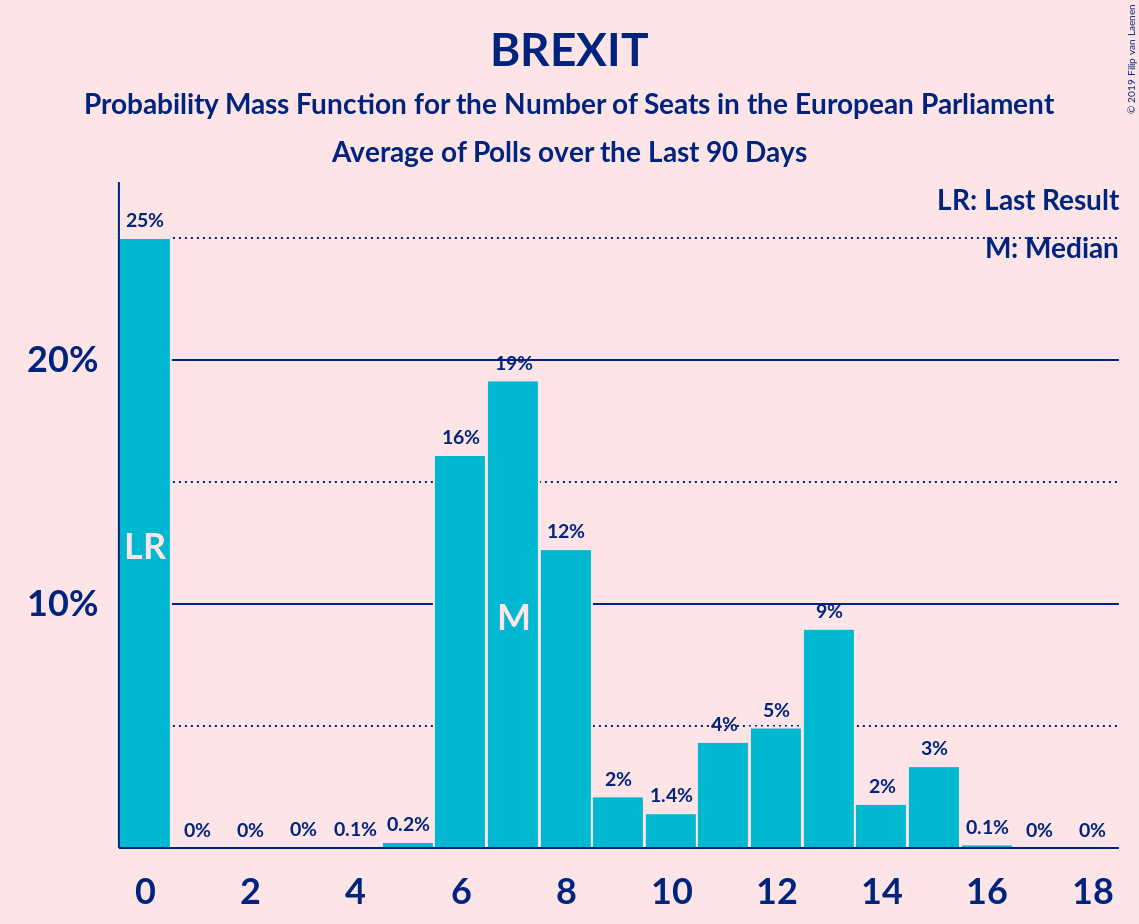 BREXIT
Probability Mass Function for the Number of Seats in the European Parliament
Average of Polls over the Last 90 Days
© 2019 Filip van Laenen
LR: Last Result
M: Median
25%
20%
19%
16%
12%
LR
10%
M
9%
5%
4%
3%
2%
2%
1.4%
0%
0%
0%
0.1%
0.2%
0.1%
0%
0%
0 2 4 6 8 10 12 14 16 18